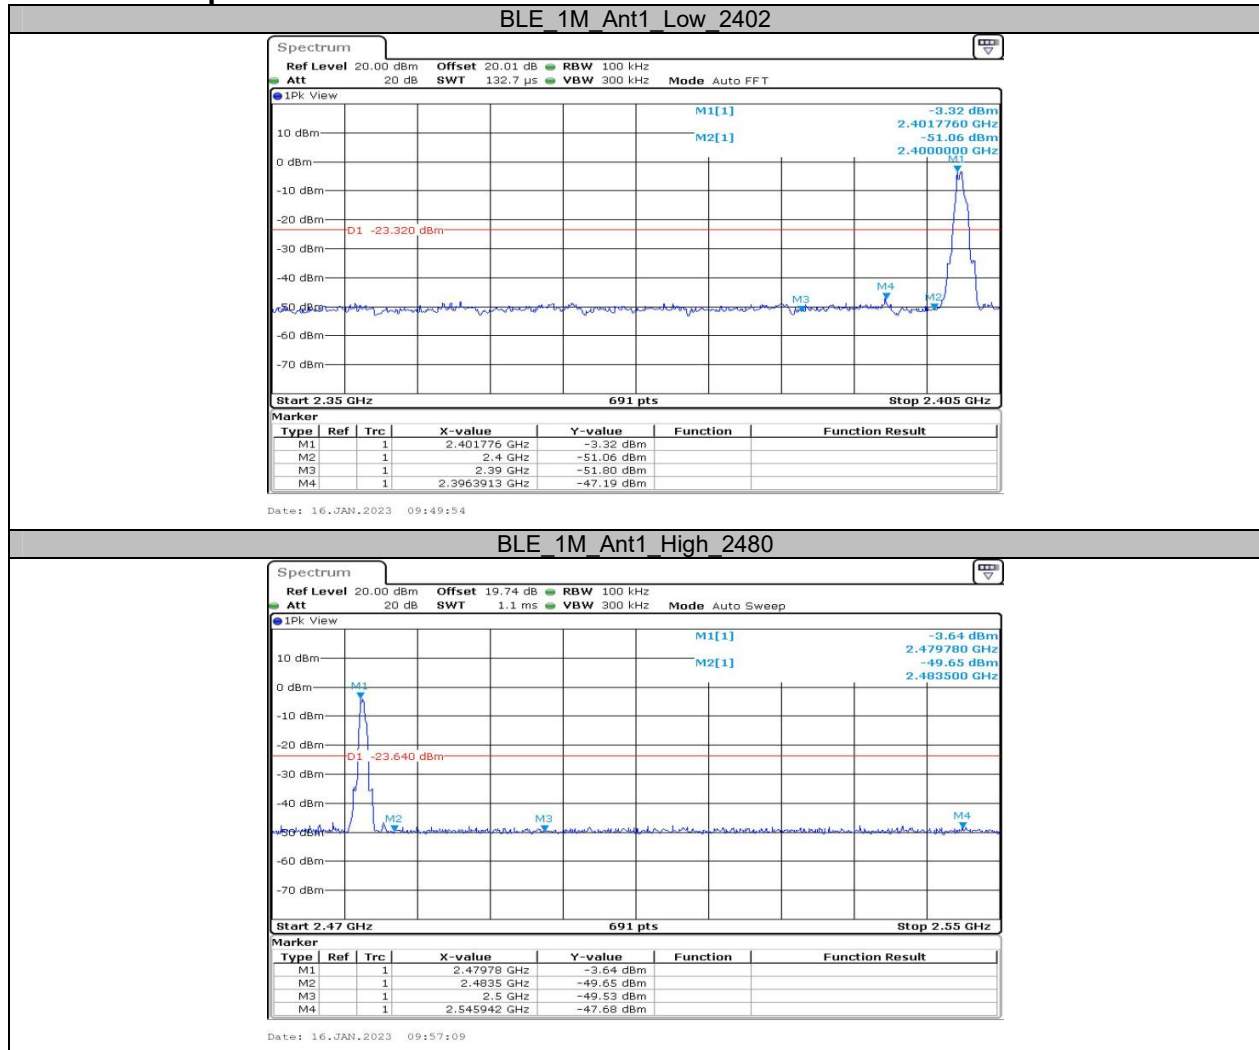 BLE_1M_Ant1_Low_2402
Spectrum
Ref Level 20.00 dBm Offset 20.01 dB RBW 100 kHz
Att 20 dB SWT 132.7 µs VBW 300 kHz Mode Auto FFT
1Pk View
M1[1] -3.32 dBm
2.4017760 GHz
10 dBm
M2[1] -51.06 dBm
2.4000000 GHz
M1
0 dBm
-10 dBm
-20 dBm
D1 -23.320 dBm
-30 dBm
-40 dBm
M4
M3 M2
-50 dBm
-60 dBm
-70 dBm
Start 2.35 GHz 691 pts Stop 2.405 GHz
Marker
Type Ref Trc X-value Y-value Function Function Result
M1 1 2.401776 GHz -3.32 dBm
M2 1 2.4 GHz -51.06 dBm
M3 1 2.39 GHz -51.80 dBm
M4 1 2.3963913 GHz -47.19 dBm
Date: 16.JAN.2023 09:49:54
BLE_1M_Ant1_High_2480
Spectrum
Ref Level 20.00 dBm Offset 19.74 dB RBW 100 kHz
Att 20 dB SWT 1.1 ms VBW 300 kHz Mode Auto Sweep
1Pk View
M1[1] -3.64 dBm
2.479780 GHz
10 dBm
M2[1] -49.65 dBm
2.483500 GHz
0 dBm
M1
-10 dBm
-20 dBm
D1 -23.640 dBm
-30 dBm
-40 dBm
M2 M3 M4
-50 dBm
-60 dBm
-70 dBm
Start 2.47 GHz 691 pts Stop 2.55 GHz
Marker
Type Ref Trc X-value Y-value Function Function Result
M1 1 2.47978 GHz -3.64 dBm
M2 1 2.4835 GHz -49.65 dBm
M3 1 2.5 GHz -49.53 dBm
M4 1 2.545942 GHz -47.68 dBm
Date: 16.JAN.2023 09:57:09